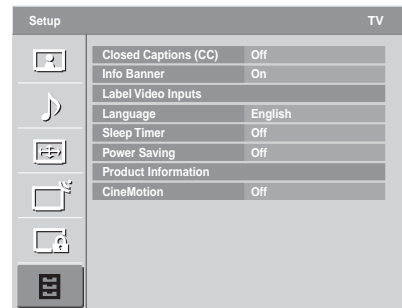 Setup TV
Closed Captions (CC) Off
Info Banner On
Label Video Inputs
Language English
Sleep Timer Off
Power Saving Off
Product Information
CineMotion Off